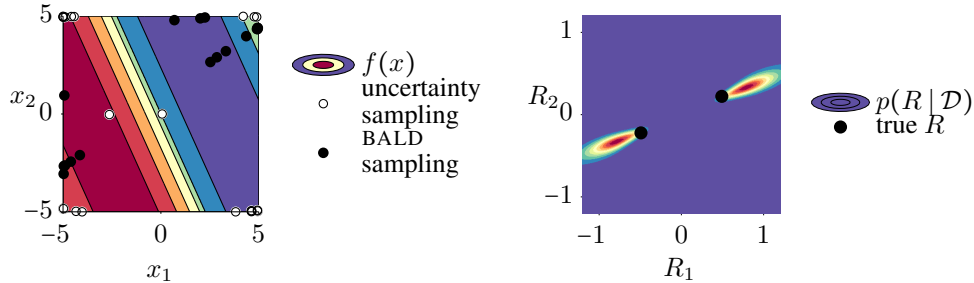 5
x2
0
−5
−5
0
5
x1
f(x)
uncertainty
sampling
BALD
sampling
1
R2
0
−1
−1
0
1
R1
p(R | D)
true R